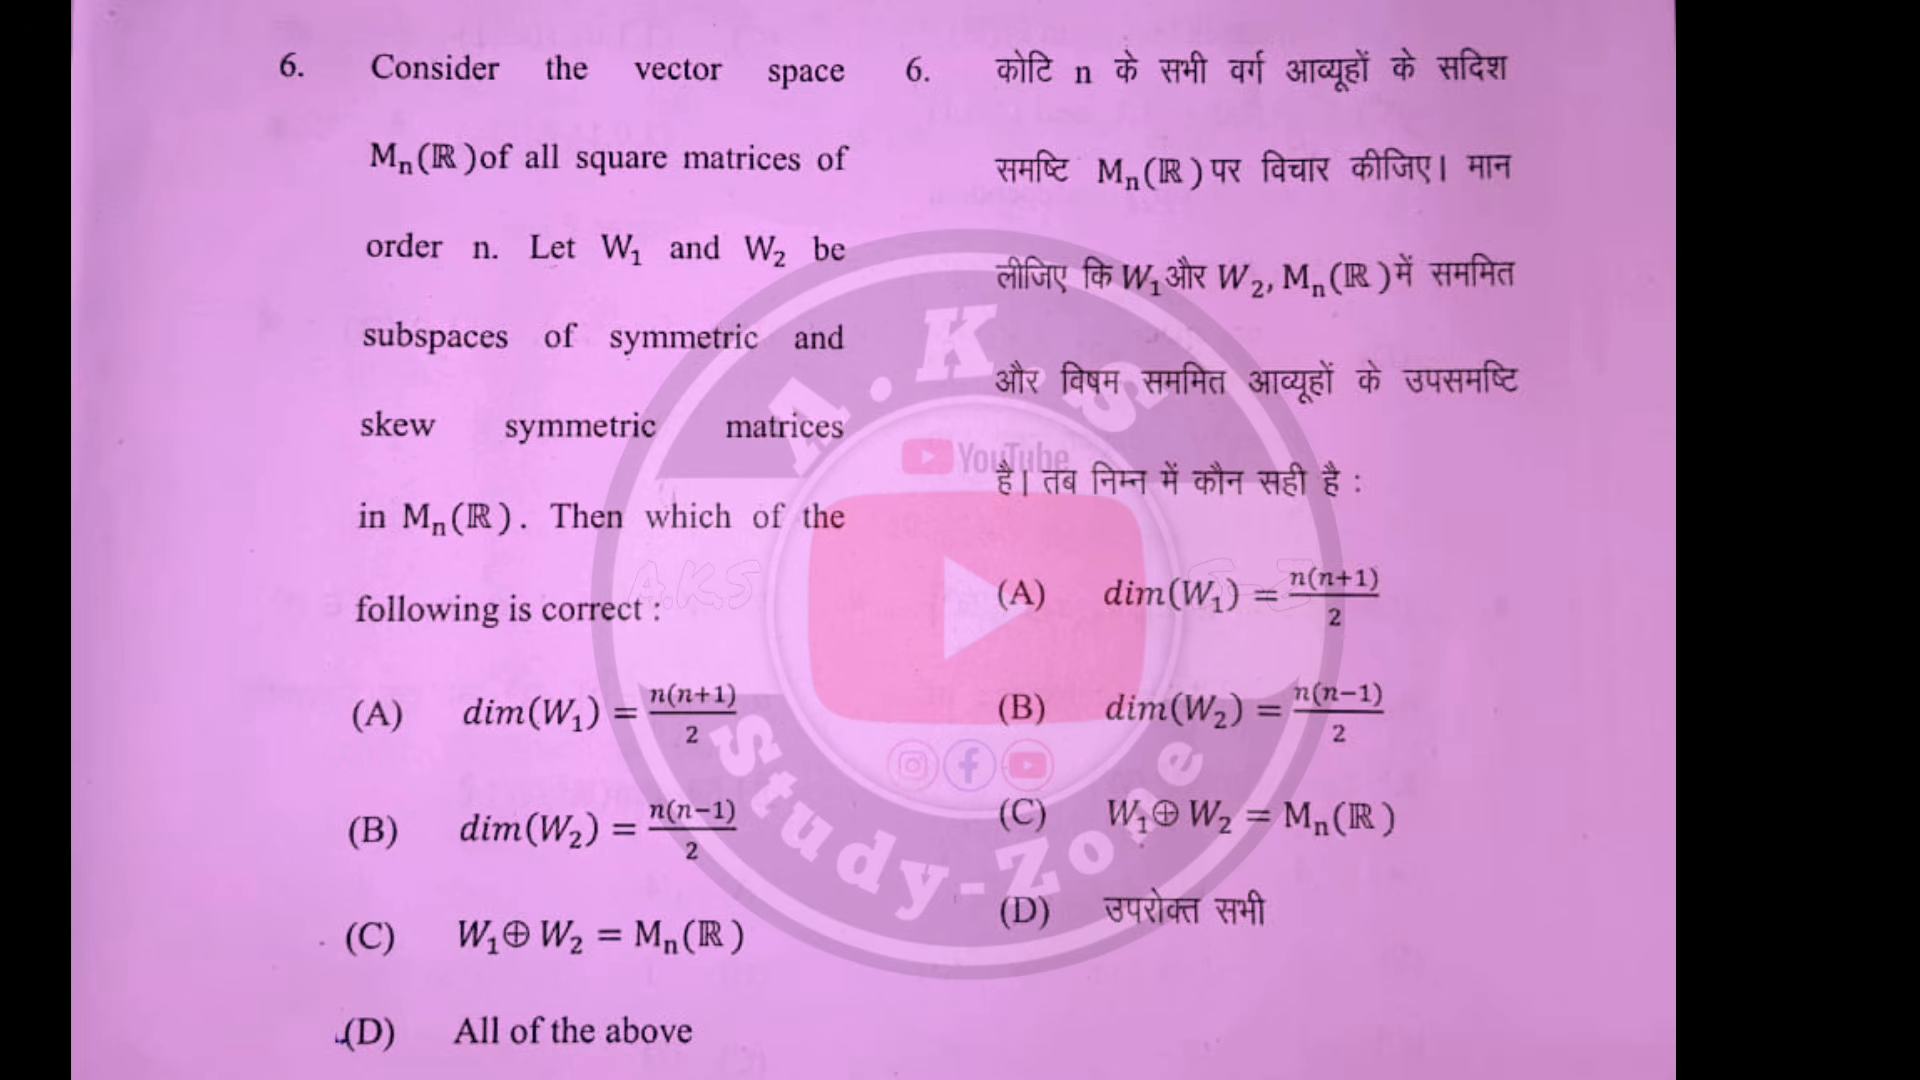 6. Consider the vector space
Mₙ(ℝ)of all square matrices of
order n. Let W₁ and W₂ be
subspaces of symmetric and
skew symmetric matrices
in Mₙ(ℝ). Then which of the
following is correct :
(A) dim(W₁) = n(n+1)/2
(B) dim(W₂) = n(n−1)/2
(C) W₁⊕ W₂ = Mₙ(ℝ)
(D) All of the above
6. कोटि n के सभी वर्ग आव्यूहों के सदिश
समष्टि Mₙ(ℝ) पर विचार कीजिए। मान
लीजिए कि W₁और W₂, Mₙ(ℝ)में सममित
और विषम सममित आव्यूहों के उपसमष्टि
है। तब निम्न में कौन सही है :
(A) dim(W₁) = n(n+1)/2
(B) dim(W₂) = n(n−1)/2
(C) W₁⊕ W₂ = Mₙ(ℝ)
(D) उपरोक्त सभी
A.K.S
YouTube
A.K.S S-Z
Study-Zone